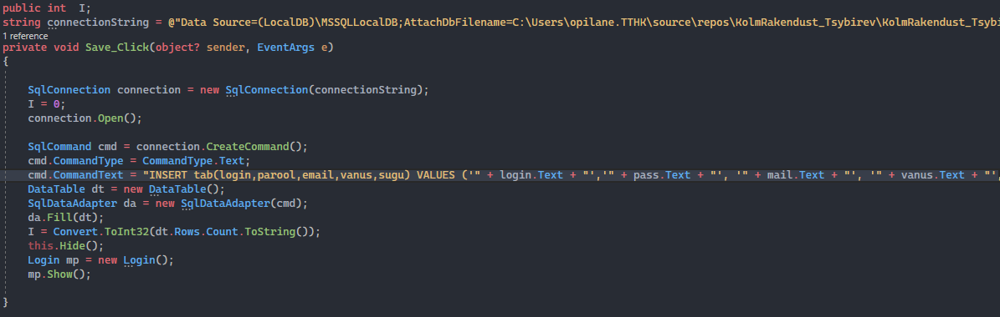 public int  I;
string connectionString = @"Data Source=(LocalDB)\MSSQLLocalDB;AttachDbFilename=C:\Users\opilane.TTHK\source\repos\KolmRakendust_Tsybirev\KolmRakendust_Tsybi
1 reference
private void Save_Click(object? sender, EventArgs e)
{
SqlConnection connection = new SqlConnection(connectionString);
I = 0;
connection.Open();
SqlCommand cmd = connection.CreateCommand();
cmd.CommandType = CommandType.Text;
cmd.CommandText = "INSERT tab(login,parool,email,vanus,sugu) VALUES ('" + login.Text + "','" + pass.Text + "', '" + mail.Text + "', '" + vanus.Text + "',
DataTable dt = new DataTable();
SqlDataAdapter da = new SqlDataAdapter(cmd);
da.Fill(dt);
I = Convert.ToInt32(dt.Rows.Count.ToString());
this.Hide();
Login mp = new Login();
mp.Show();
}